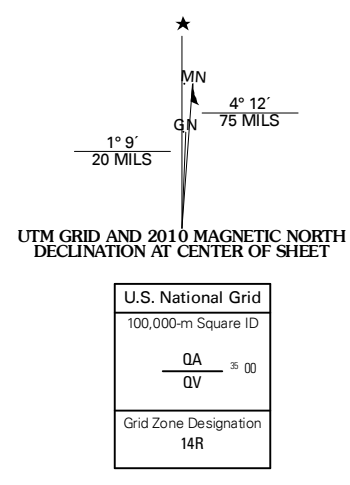 ★
MN
GN
4° 12´
75 MILS
1° 9´
20 MILS
UTM GRID AND 2010 MAGNETIC NORTH
DECLINATION AT CENTER OF SHEET
U.S. National Grid
100,000-m Square ID
QA
35 00
QV
Grid Zone Designation
14R